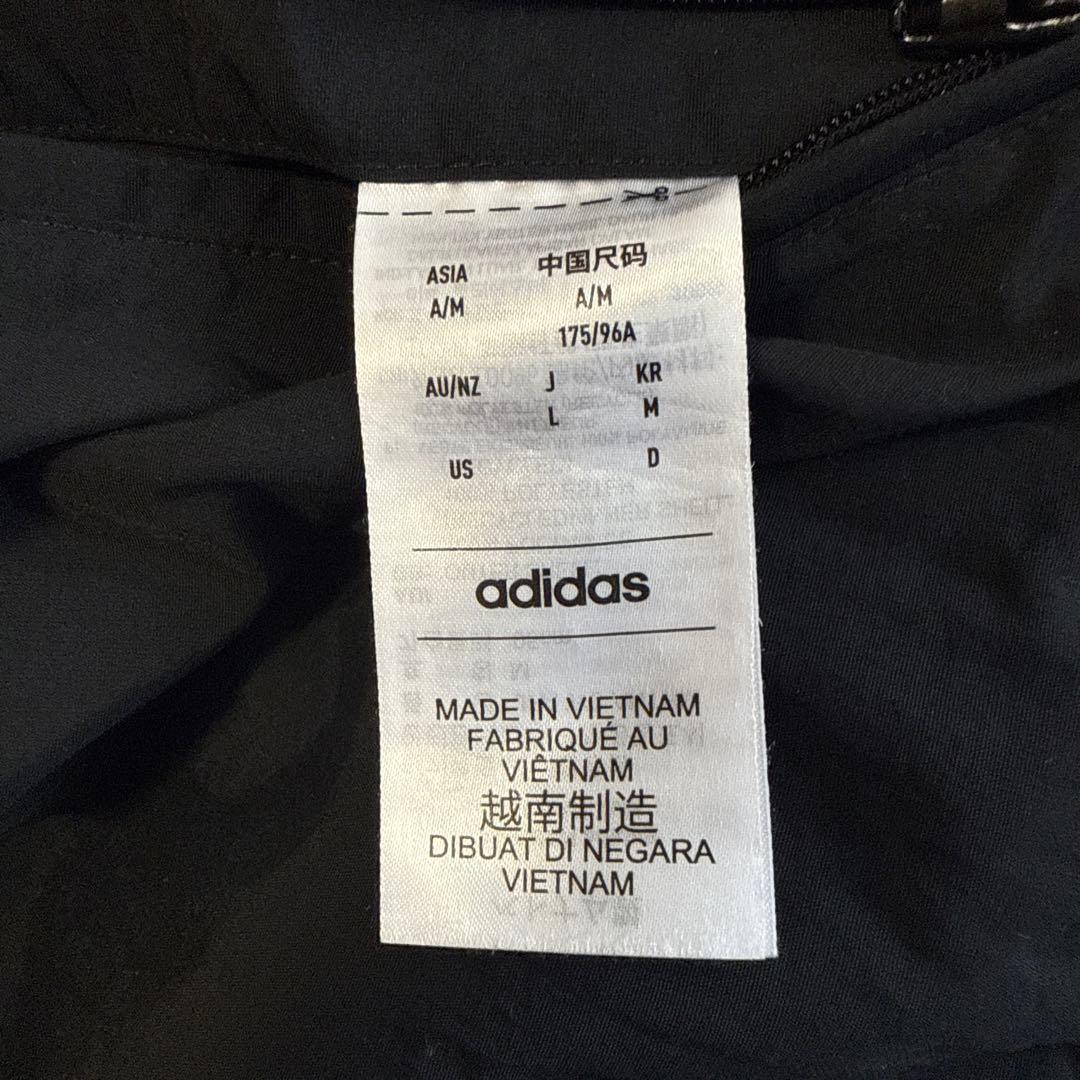 ASIA 中国尺码
A/M A/M
175/96A
AU/NZ J KR
L M
US D
adidas
MADE IN VIETNAM
FABRIQUÉ AU
VIÊTNAM
越南制造
DIBUAT DI NEGARA
VIETNAM